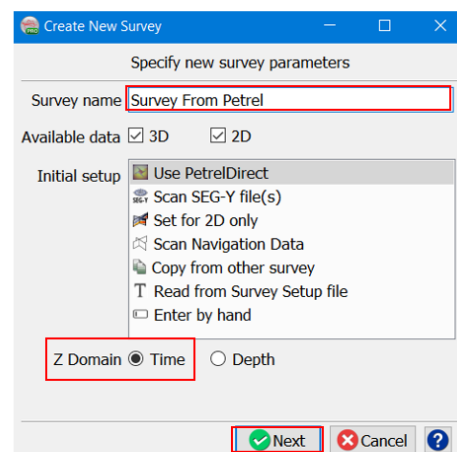 Create New Survey
Specify new survey parameters
Survey name Survey From Petrel
Available data 3D 2D
Initial setup Use PetrelDirect
SEG-Y Scan SEG-Y file(s)
Set for 2D only
Scan Navigation Data
Copy from other survey
T Read from Survey Setup file
Enter by hand
Z Domain Time Depth
Next Cancel ?